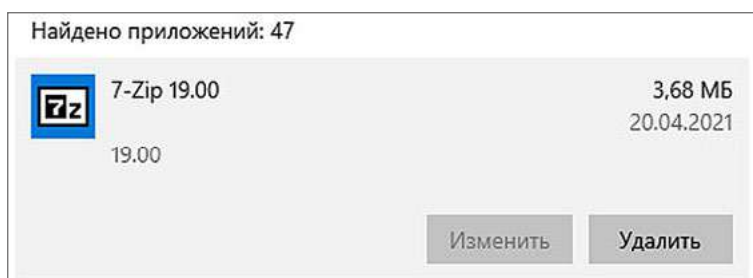 Найдено приложений: 47
7z
7-Zip 19.00
3,68 МБ
20.04.2021
19.00
Изменить
Удалить